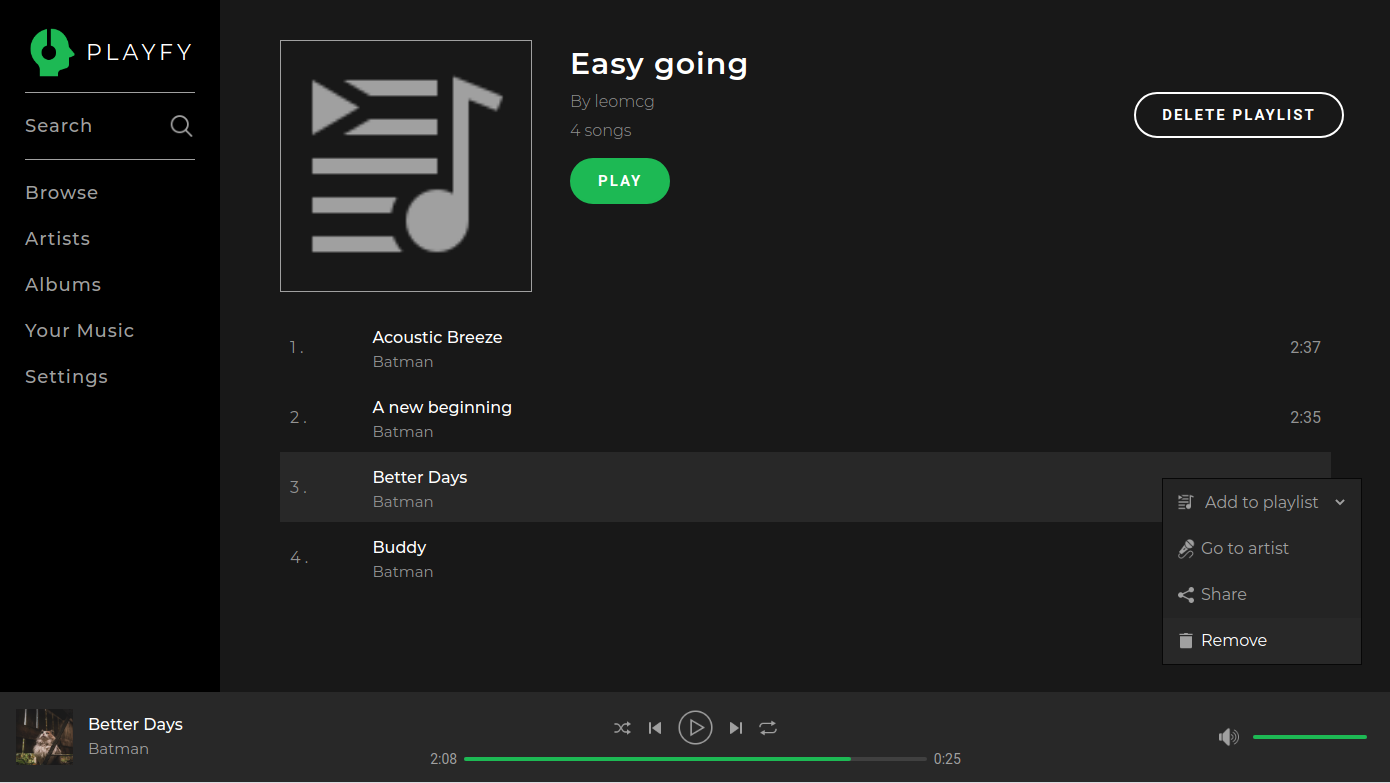 PLAYFY
Search
Browse
Artists
Albums
Your Music
Settings
Easy going
By leomcg
4 songs
PLAY
DELETE PLAYLIST
1 .
Acoustic Breeze
Batman
2:37
2 .
A new beginning
Batman
2:35
3 .
Better Days
Batman
4 .
Buddy
Batman
Add to playlist
Go to artist
Share
Remove
Better Days
Batman
2:08
0:25